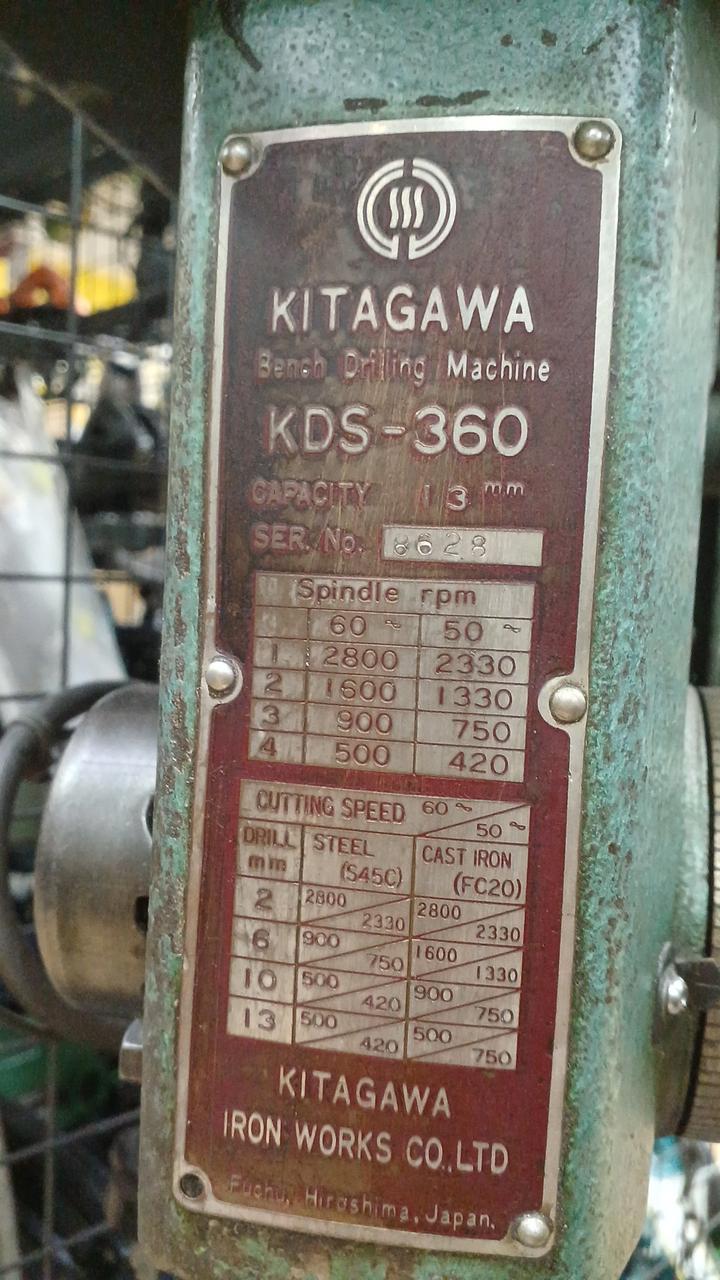 KITAGAWA
Bench Drilling Machine
KDS-360
CAPACITY 13 mm
SER. No. 8628
Spindle rpm
60 ~ 50 ~
1 2800 2330
2 1600 1330
3 900 750
4 500 420
CUTTING SPEED 60 ~ 50 ~
DRILL mm STEEL (S45C) CAST IRON (FC20)
2 2800 2330 2800 2330
6 900 750 1600 1330
10 500 420 900 750
13 500 420 500 750
KITAGAWA
IRON WORKS CO.,LTD
Fuchu, Hiroshima, Japan.